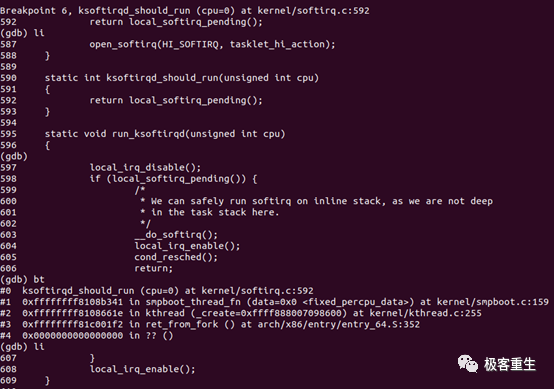 Breakpoint 6, ksoftirqd_should_run (cpu=0) at kernel/softirq.c:592
592             return local_softirq_pending();
(gdb) li
587             open_softirq(HI_SOFTIRQ, tasklet_hi_action);
588     }
589
590     static int ksoftirqd_should_run(unsigned int cpu)
591     {
592             return local_softirq_pending();
593     }
594
595     static void run_ksoftirqd(unsigned int cpu)
596     {
(gdb)
597             local_irq_disable();
598             if (local_softirq_pending()) {
599                     /*
600                      * We can safely run softirq on inline stack, as we are not deep
601                      * in the task stack here.
602                      */
603                     __do_softirq();
604                     local_irq_enable();
605                     cond_resched();
606                     return;
(gdb) bt
#0  ksoftirqd_should_run (cpu=0) at kernel/softirq.c:592
#1  0xffffffff8108b341 in smpboot_thread_fn (data=0x0 <fixed_percpu_data>) at kernel/smpboot.c:159
#2  0xffffffff8108661e in kthread (_create=0xffff888007098600) at kernel/kthread.c:255
#3  0xffffffff81c001f2 in ret_from_fork () at arch/x86/entry/entry_64.S:352
#4  0x0000000000000000 in ?? ()
(gdb) li
607             }
608             local_irq_enable();
609     }
极客重生